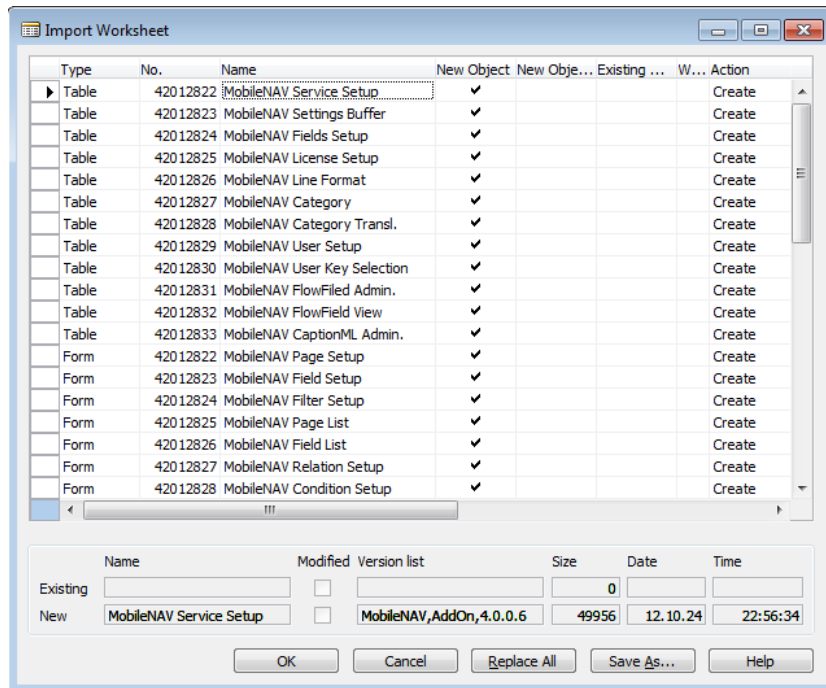 Import Worksheet
Type No. Name New Object New Obje... Existing ... W... Action
Table 42012822 MobileNAV Service Setup ✔ Create
Table 42012823 MobileNAV Settings Buffer ✔ Create
Table 42012824 MobileNAV Fields Setup ✔ Create
Table 42012825 MobileNAV License Setup ✔ Create
Table 42012826 MobileNAV Line Format ✔ Create
Table 42012827 MobileNAV Category ✔ Create
Table 42012828 MobileNAV Category Transl. ✔ Create
Table 42012829 MobileNAV User Setup ✔ Create
Table 42012830 MobileNAV User Key Selection ✔ Create
Table 42012831 MobileNAV FlowFiled Admin. ✔ Create
Table 42012832 MobileNAV FlowField View ✔ Create
Table 42012833 MobileNAV CaptionML Admin. ✔ Create
Form 42012822 MobileNAV Page Setup ✔ Create
Form 42012823 MobileNAV Field Setup ✔ Create
Form 42012824 MobileNAV Filter Setup ✔ Create
Form 42012825 MobileNAV Page List ✔ Create
Form 42012826 MobileNAV Field List ✔ Create
Form 42012827 MobileNAV Relation Setup ✔ Create
Form 42012828 MobileNAV Condition Setup ✔ Create
Name Modified Version list Size Date Time
Existing 0
New MobileNAV Service Setup MobileNAV,AddOn,4.0.0.6 49956 12.10.24 22:56:34
OK Cancel Replace All Save As... Help